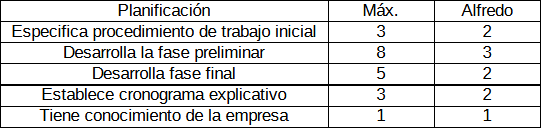 Planificación Máx. Alfredo
Especifica procedimiento de trabajo inicial 3 2
Desarrolla la fase preliminar 8 3
Desarrolla fase final 5 2
Establece cronograma explicativo 3 2
Tiene conocimiento de la empresa 1 1